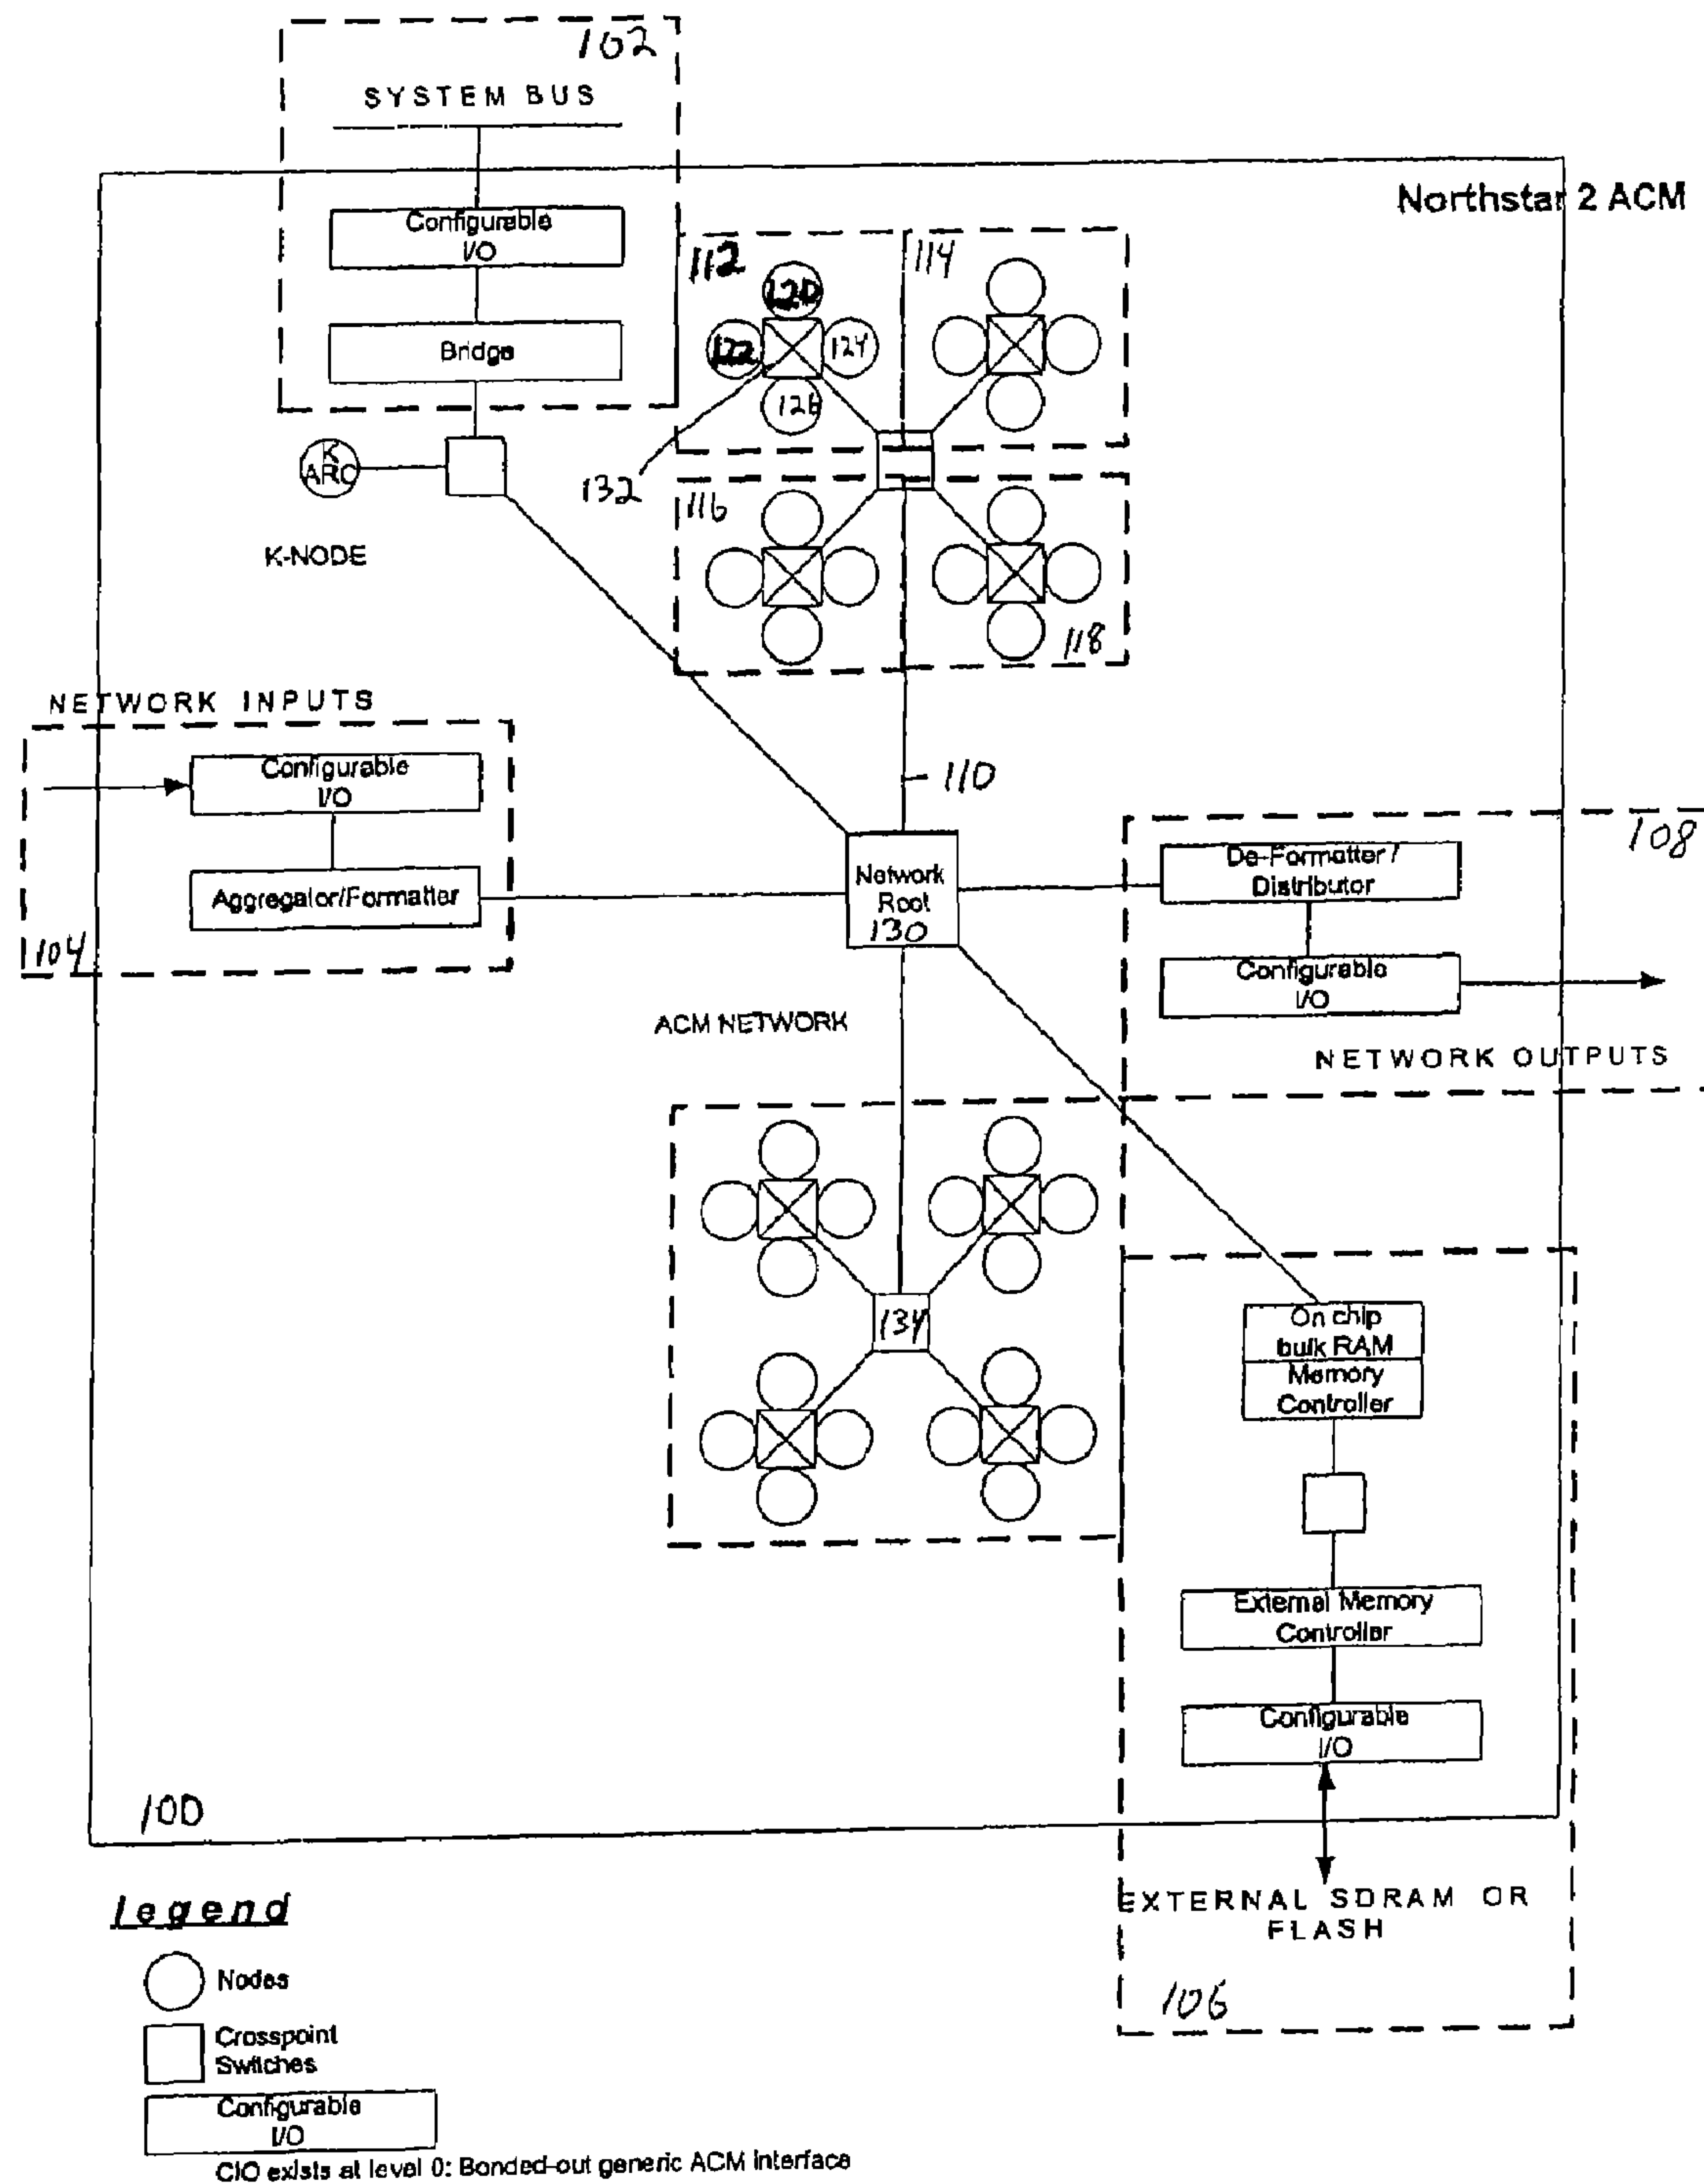 102
SYSTEM BUS
Northstar 2 ACM
Configurable
I/O
Bridge
112
114
120
122
124
126
K
ARC
132
K-NODE
116
118
NETWORK INPUTS
Configurable
I/O
Aggregator/Formatter
104
110
Network
Root
130
108
De-Formatter /
Distributor
Configurable
I/O
NETWORK OUTPUTS
ACM NETWORK
134
On chip
bulk RAM
Memory
Controller
External Memory
Controller
Configurable
I/O
100
EXTERNAL SDRAM OR
FLASH
106
legend
Nodes
Crosspoint
Switches
Configurable
I/O
CIO exists at level 0: Bonded-out generic ACM interface